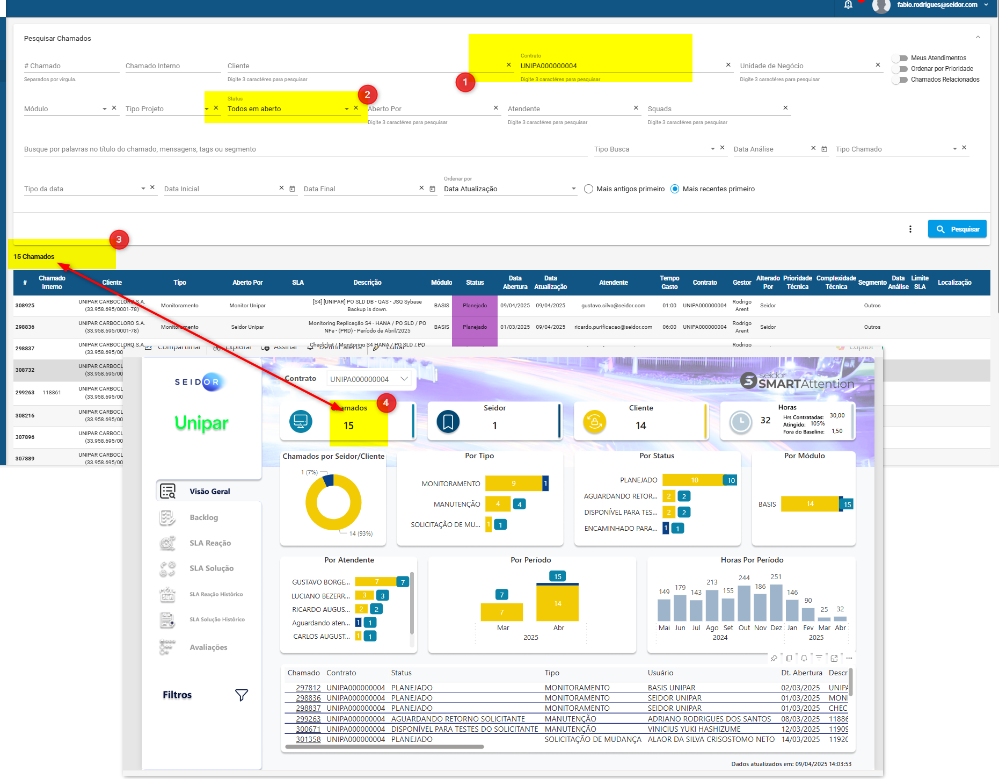 fabio.rodrigues@seidor.com
Pesquisar Chamados
# Chamado
Chamado Interno
Cliente
Contrato
UNIPA000000004
Unidade de Negócio
Separados por vírgula.
Digite 3 caractéres para pesquisar
Digite 3 caractéres para pesquisar
Digite 3 caractéres para pesquisar
Meus Atendimentos
Ordenar por Prioridade
Chamados Relacionados
1
2
Módulo
Tipo Projeto
Status
Todos em aberto
Aberto Por
Atendente
Squads
Digite 3 caractéres para pesquisar
Digite 3 caractéres para pesquisar
Digite 3 caractéres para pesquisar
Busque por palavras no título do chamado, mensagens, tags ou segmento
Tipo Busca
Data Análise
Tipo Chamado
Tipo da data
Data Inicial
Data Final
Ordenar por
Data Atualização
Mais antigos primeiro
Mais recentes primeiro
Pesquisar
3
15 Chamados
# Chamado Interno Cliente Tipo Aberto Por SLA Descrição Módulo Status Data Abertura Data Atualização Atendente Tempo Gasto Contrato Gestor Alterado Por Prioridade Técnica Complexidade Técnica Segmento Data Análise Limite SLA Localização
308925 UNIPAR CARBOCLORO S.A. (33.958.695/0001-78) Monitoramento Monitor Unipar [S4] [UNIPAR] PO SLD DB - QAS - JSQ Sybase Backup is down. BASIS Planejado 09/04/2025 09/04/2025 gustavo.silva@seidor.com 01:00 UNIPA000000004 Rodrigo Arent Seidor Outros
298836 UNIPAR CARBOCLORO S.A. (33.958.695/0001-78) Monitoramento Seidor Unipar Monitoring Replicação S4 - HANA / PO SLD / PO NFe - (PRD) - Período de Abril/2025 BASIS Planejado 01/03/2025 09/04/2025 ricardo.purificacao@seidor.com 06:00 UNIPA000000004 Rodrigo Arent Seidor Outros
298837 UNIPAR CARBOCLORO S.A. (33.958.695/00 Check-list / Monitoring S4 HANA / PO SLD / PO Rodrigo
308732 UNIPAR CARBOCL (33.958.695/00
299263 118861 UNIPAR CARBOCL (33.958.695/00
308216 UNIPAR CARBOCL (33.958.695/00
307896 UNIPAR CARBOCL (33.958.695/00
307889 UNIPAR CARBOCL (33.958.695/00
Compartilhar
Explorar
Assinar
Definir alerta
Editar
Copilot
SEIDOR
Unipar
Contrato
UNIPA000000004
seidor
SMARTAttention
4
Chamados
15
Seidor
1
Cliente
14
Horas
32
Hrs Contratadas: 30,00
Atingido: 105%
Fora do Baseline: 1,50
Visão Geral
Backlog
SLA Reação
SLA Solução
SLA Reação Histórico
SLA Solução Histórico
Avaliações
Filtros
Chamados por Seidor/Cliente
1 (7%)
14 (93%)
Por Tipo
MONITORAMENTO 9 1
MANUTENÇÃO 4 4
SOLICITAÇÃO DE MU... 1 1
Por Status
PLANEJADO 10 10
AGUARDANDO RETOR... 2 2
DISPONÍVEL PARA TES... 2 2
ENCAMINHADO PARA... 1 1
Por Módulo
BASIS 14 15
Por Atendente
GUSTAVO BORGE... 7 7
LUCIANO BEZERR... 3 3
RICARDO AUGUS... 2 2
Aguardando aten... 1 1
CARLOS AUGUST... 1 1
Por Período
7 15
7 14
Mar Abr
2025
Horas Por Período
149 179 143 213 155 244 186 251 146 90 25 32
Mai Jun Jul Ago Set Out Nov Dez Jan Fev Mar Abr
2024 2025
Chamado Contrato Status Tipo Usuário Dt. Abertura Descr
297812 UNIPA000000004 PLANEJADO MONITORAMENTO BASIS UNIPAR 02/03/2025 UNIPA
298836 UNIPA000000004 PLANEJADO MONITORAMENTO SEIDOR UNIPAR 01/03/2025 MONI
298837 UNIPA000000004 PLANEJADO MONITORAMENTO SEIDOR UNIPAR 01/03/2025 CHEC
299263 UNIPA000000004 AGUARDANDO RETORNO SOLICITANTE MANUTENÇÃO ADRIANO RODRIGUES DOS SANTOS 08/03/2025 11886
300671 UNIPA000000004 DISPONÍVEL PARA TESTES DO SOLICITANTE MANUTENÇÃO VINICIUS YUKI HASHIZUME 12/03/2025 11909
301358 UNIPA000000004 PLANEJADO SOLICITAÇÃO DE MUDANÇA ALAOR DA SILVA CRISOSTOMO NETO 14/03/2025 11920
Dados atualizados em: 09/04/2025 14:03:53